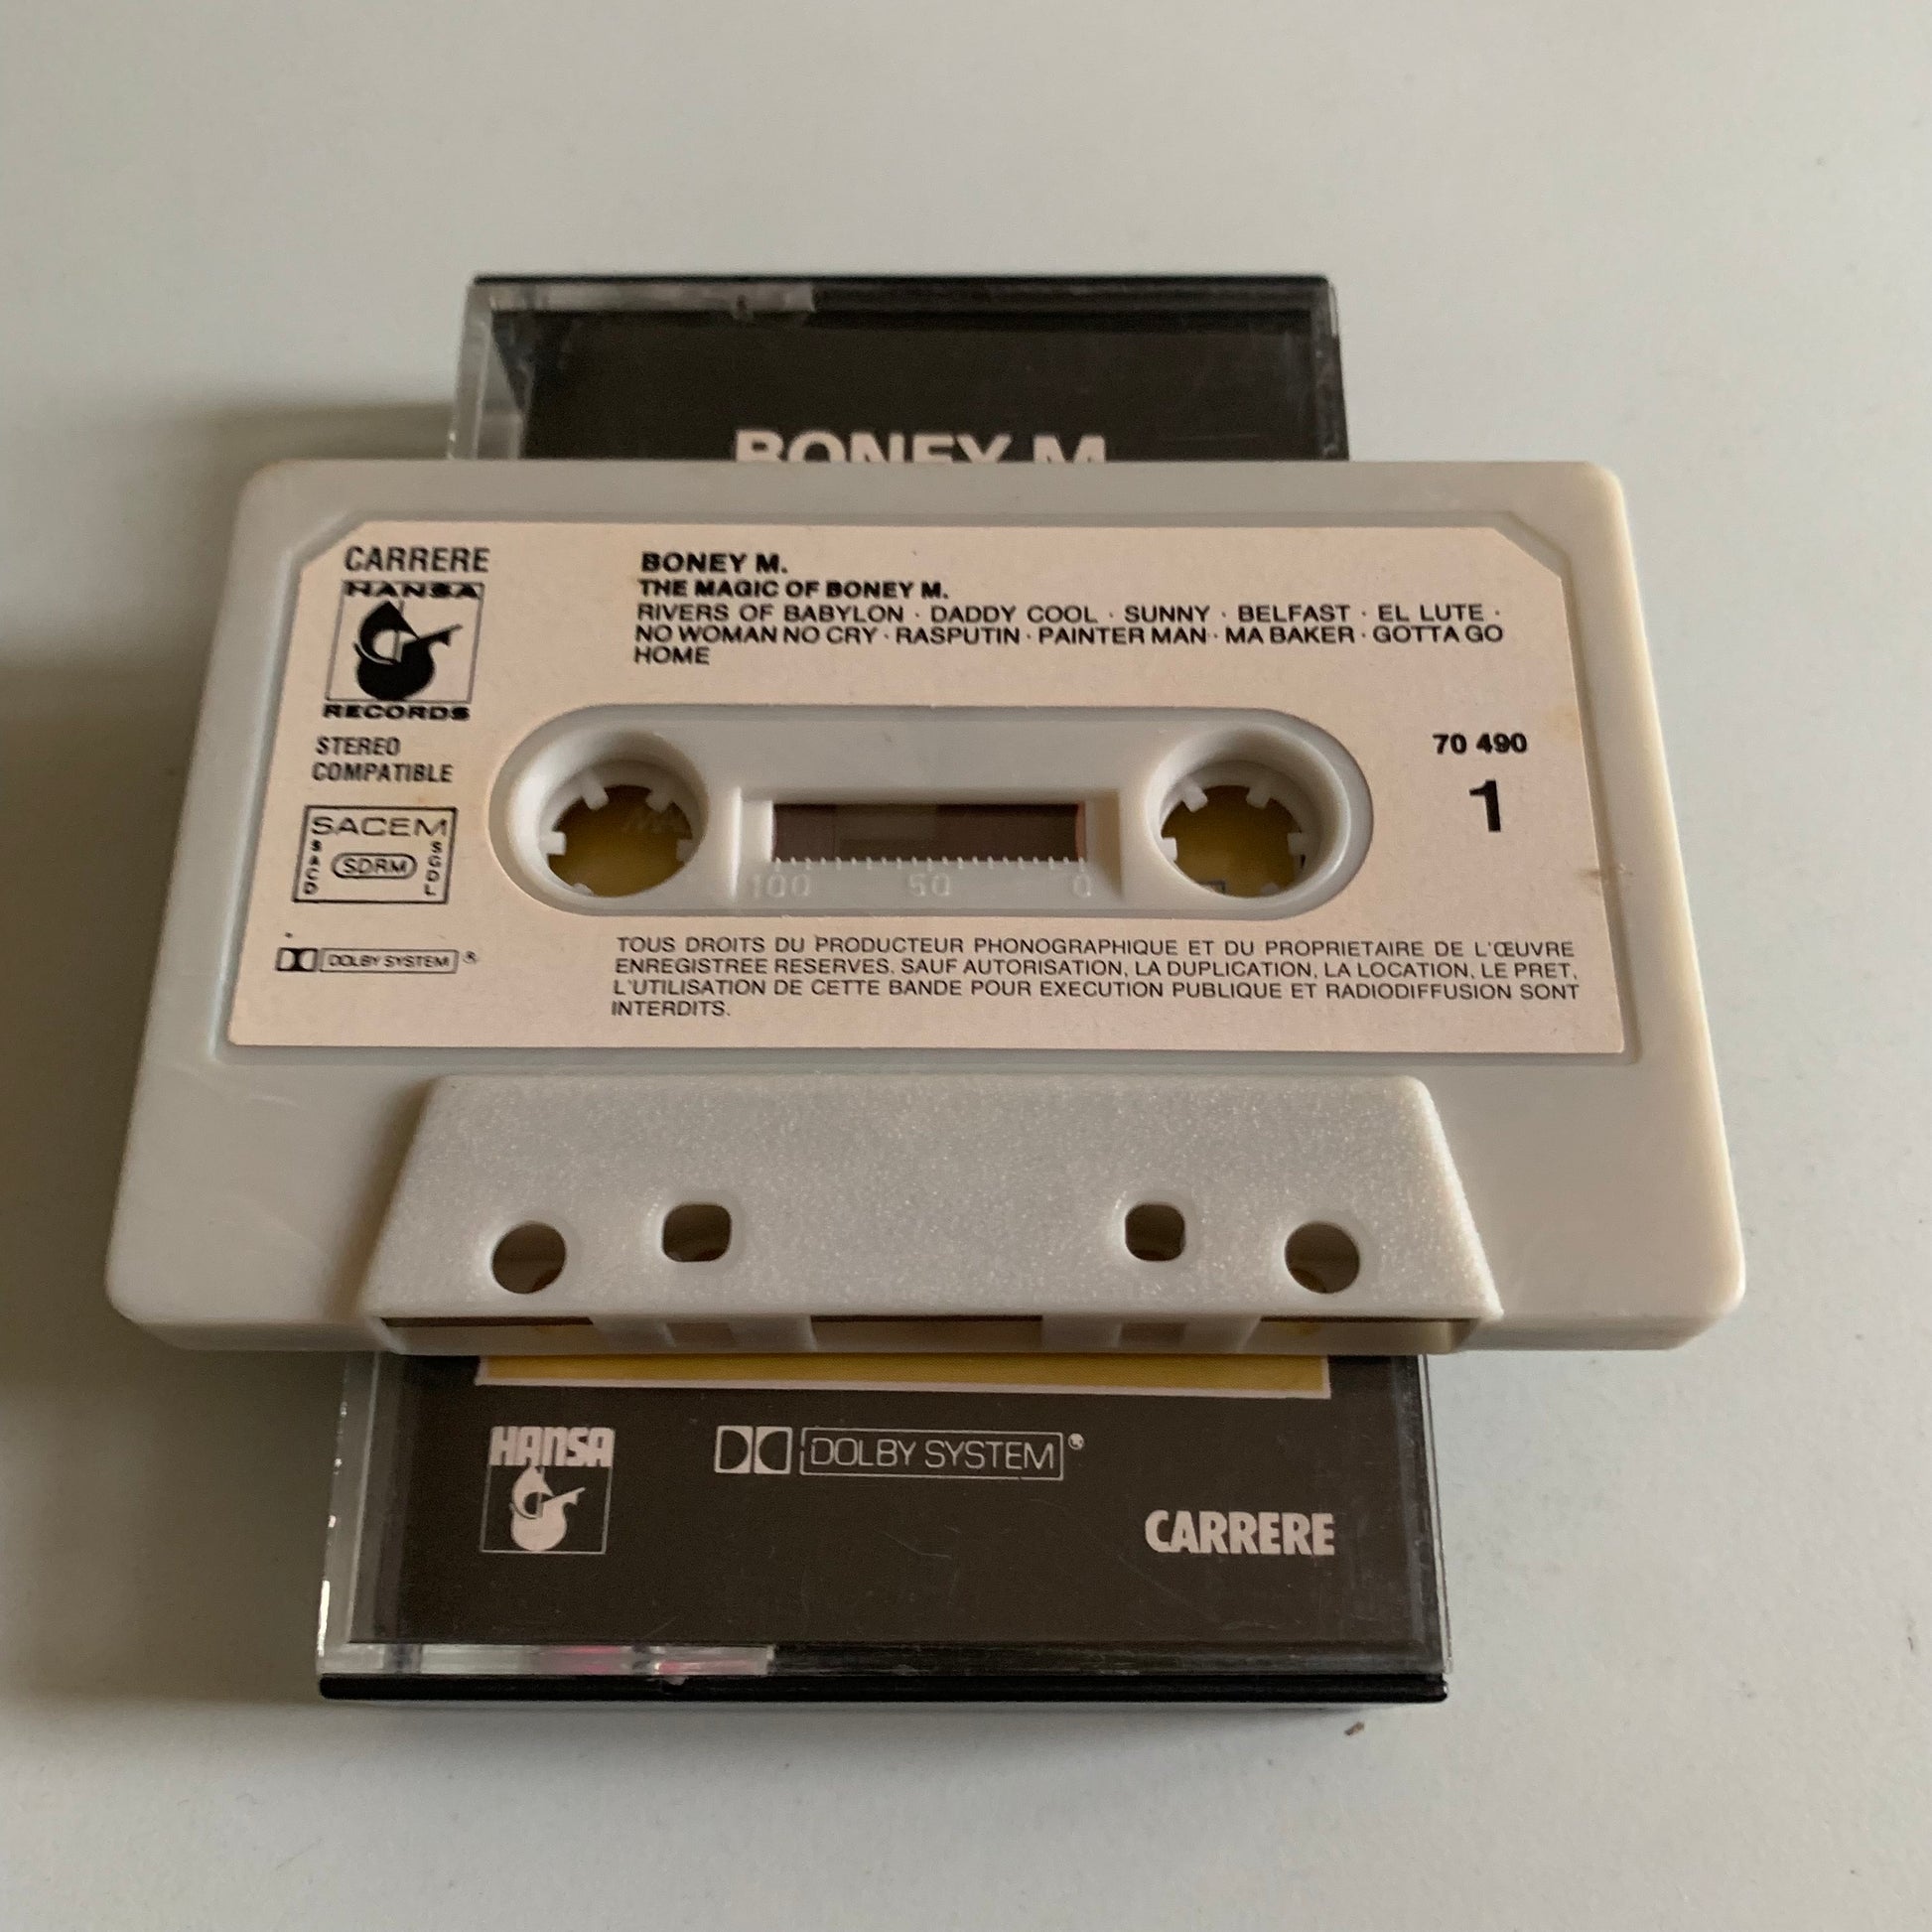 BONEY M.
CARRERE
HANSA
RECORDS
STEREO
COMPATIBLE
SACEM
SACD
SDRM
SGDL
DOLBY SYSTEM ®
BONEY M.
THE MAGIC OF BONEY M.
RIVERS OF BABYLON · DADDY COOL · SUNNY · BELFAST · EL LUTE ·
NO WOMAN NO CRY · RASPUTIN · PAINTER MAN · MA BAKER · GOTTA GO
HOME
70 490
1
100 50 0
TOUS DROITS DU PRODUCTEUR PHONOGRAPHIQUE ET DU PROPRIETAIRE DE L'ŒUVRE
ENREGISTREE RESERVES. SAUF AUTORISATION, LA DUPLICATION, LA LOCATION, LE PRET,
L'UTILISATION DE CETTE BANDE POUR EXECUTION PUBLIQUE ET RADIODIFFUSION SONT
INTERDITS.
HANSA
DOLBY SYSTEM ®
CARRERE